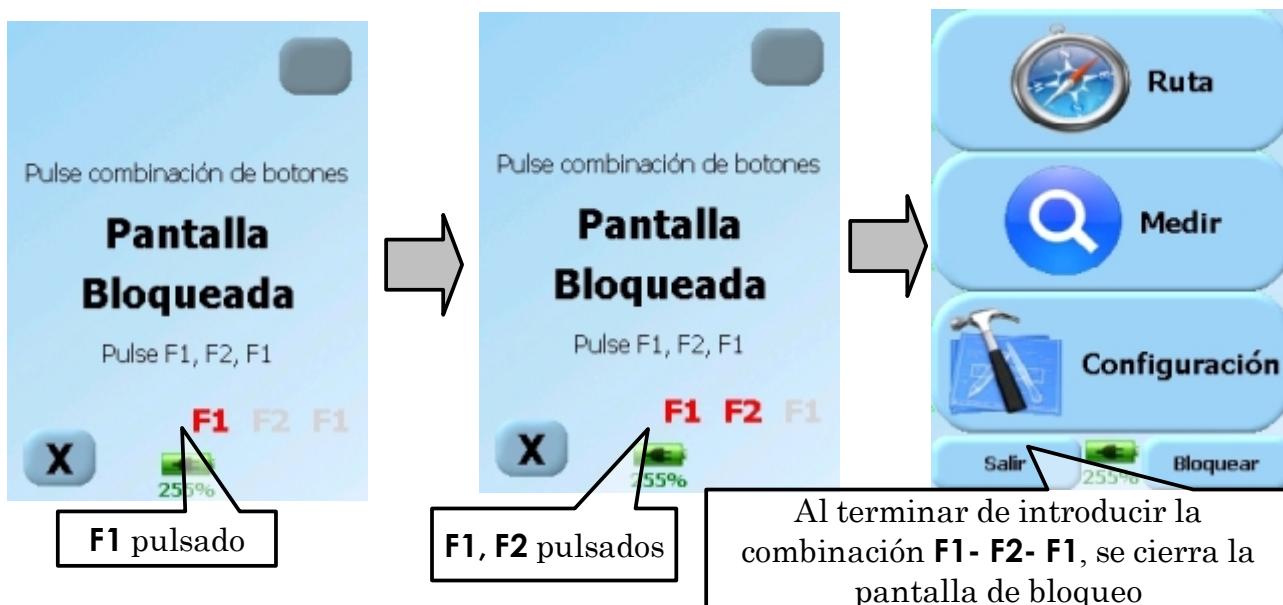 Pulse combinación de botones
Pantalla
Bloqueada
Pulse F1, F2, F1
F1 F2 F1
X
255%
F1 pulsado
Pulse combinación de botones
Pantalla
Bloqueada
Pulse F1, F2, F1
F1 F2 F1
X
255%
F1, F2 pulsados
Ruta
Medir
Configuración
Salir
255%
Bloquear
Al terminar de introducir la
combinación F1- F2- F1, se cierra la
pantalla de bloqueo